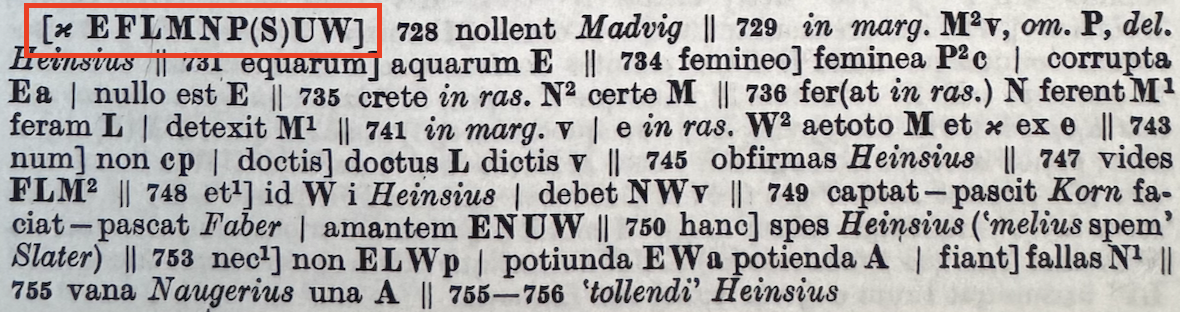 [ϰ EFLMNP(S)UW] 728 nollent Madvig || 729 in marg. M²v, om. P, del.
Heinsius || 731 equarum] aquarum E || 734 femineo] feminea P²c | corrupta
Ea | nullo est E || 735 crete in ras. N² certe M || 736 fer(at in ras.) N ferent M¹
feram L | detexit M¹ || 741 in marg. v | e in ras. W² aetoto M et ϰ ex e || 743
num] non cp | doctis] doctus L dictis v || 745 obfirmas Heinsius || 747 vides
FLM² || 748 et¹] id W i Heinsius | debet NWv || 749 captat—pascit Korn fa-
ciat—pascat Faber | amantem ENUW || 750 hanc] spes Heinsius (‘melius spem’
Slater) || 753 nec¹] non ELWp | potiunda EWa potienda A | fiant] fallas N¹ ||
755 vana Naugerius una A || 755—756 ‘tollendi’ Heinsius